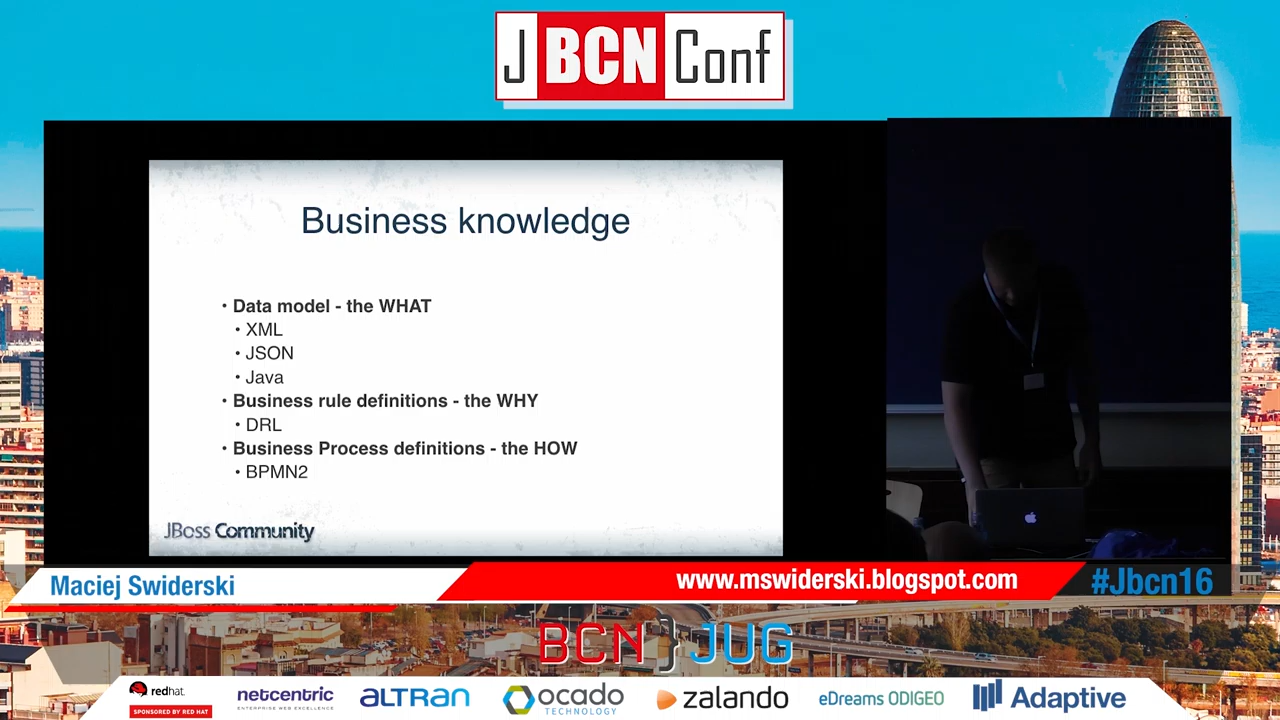 J BCN Conf
Business knowledge
• Data model - the WHAT
• XML
• JSON
• Java
• Business rule definitions - the WHY
• DRL
• Business Process definitions - the HOW
• BPMN2
JBoss Community
Maciej Swiderski
www.mswiderski.blogspot.com
#Jbcn16
BCN JUG
redhat.
SPONSORED BY RED HAT
netcentric
ENTERPRISE WEB EXCELLENCE
ALTRAN
ocado
TECHNOLOGY
zalando
eDreams ODIGEO
Adaptive